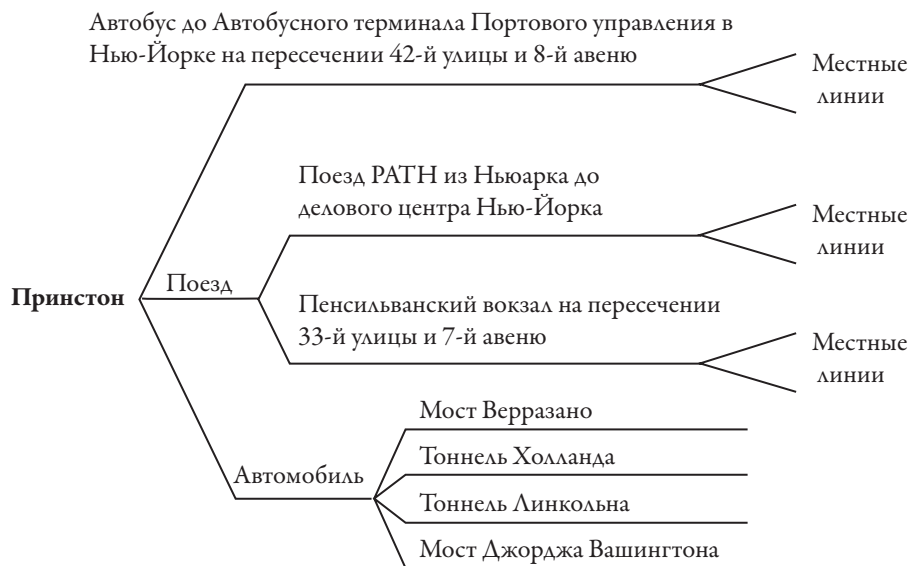 Автобус до Автобусного терминала Портового управления в
Нью-Йорке на пересечении 42-й улицы и 8-й авеню
Местные
линии
Поезд PATH из Ньюарка до
делового центра Нью-Йорка
Местные
линии
Поезд
Принстон
Пенсильванский вокзал на пересечении
33-й улицы и 7-й авеню
Местные
линии
Мост Верразано
Автомобиль
Тоннель Холланда
Тоннель Линкольна
Мост Джорджа Вашингтона